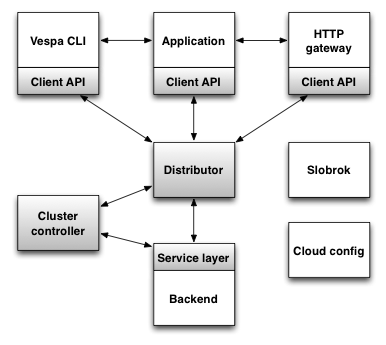 Vespa CLI
Application
HTTP
gateway
Client API
Client API
Client API
Distributor
Slobrok
Cluster
controller
Service layer
Backend
Cloud config